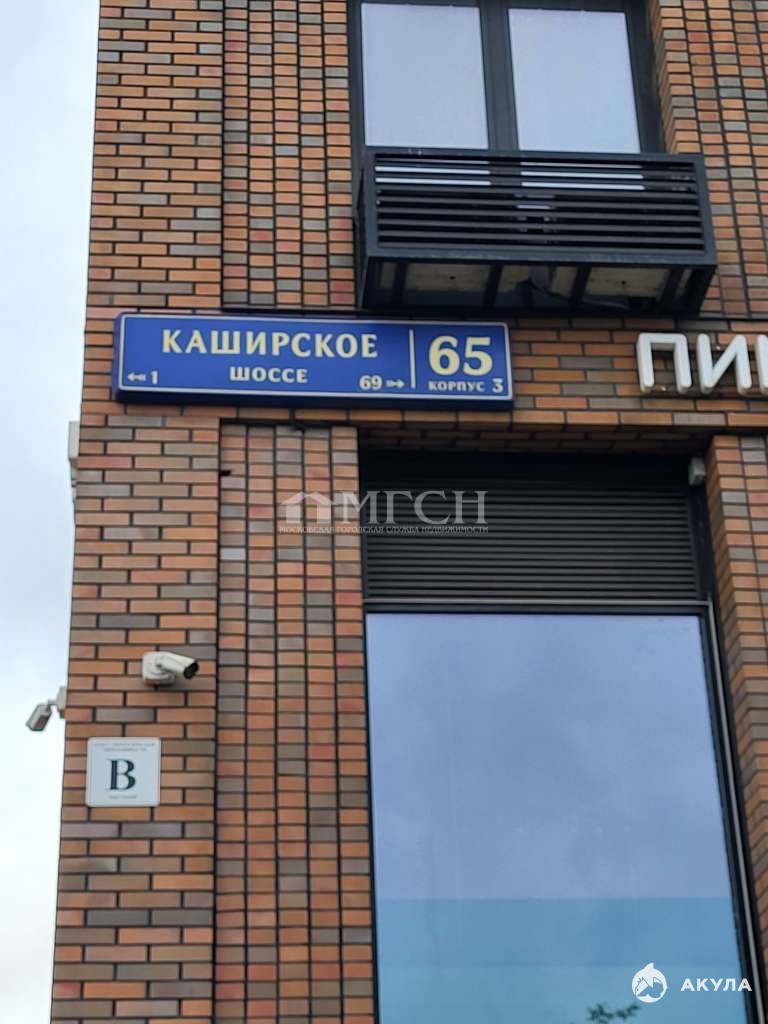 КАШИРСКОЕ
ШОССЕ
1
69
65
КОРПУС 3
ПИ
МГСН
МОСКОВСКАЯ ГОРОДСКАЯ СЛУЖБА НЕДВИЖИМОСТИ
В
АКУЛА